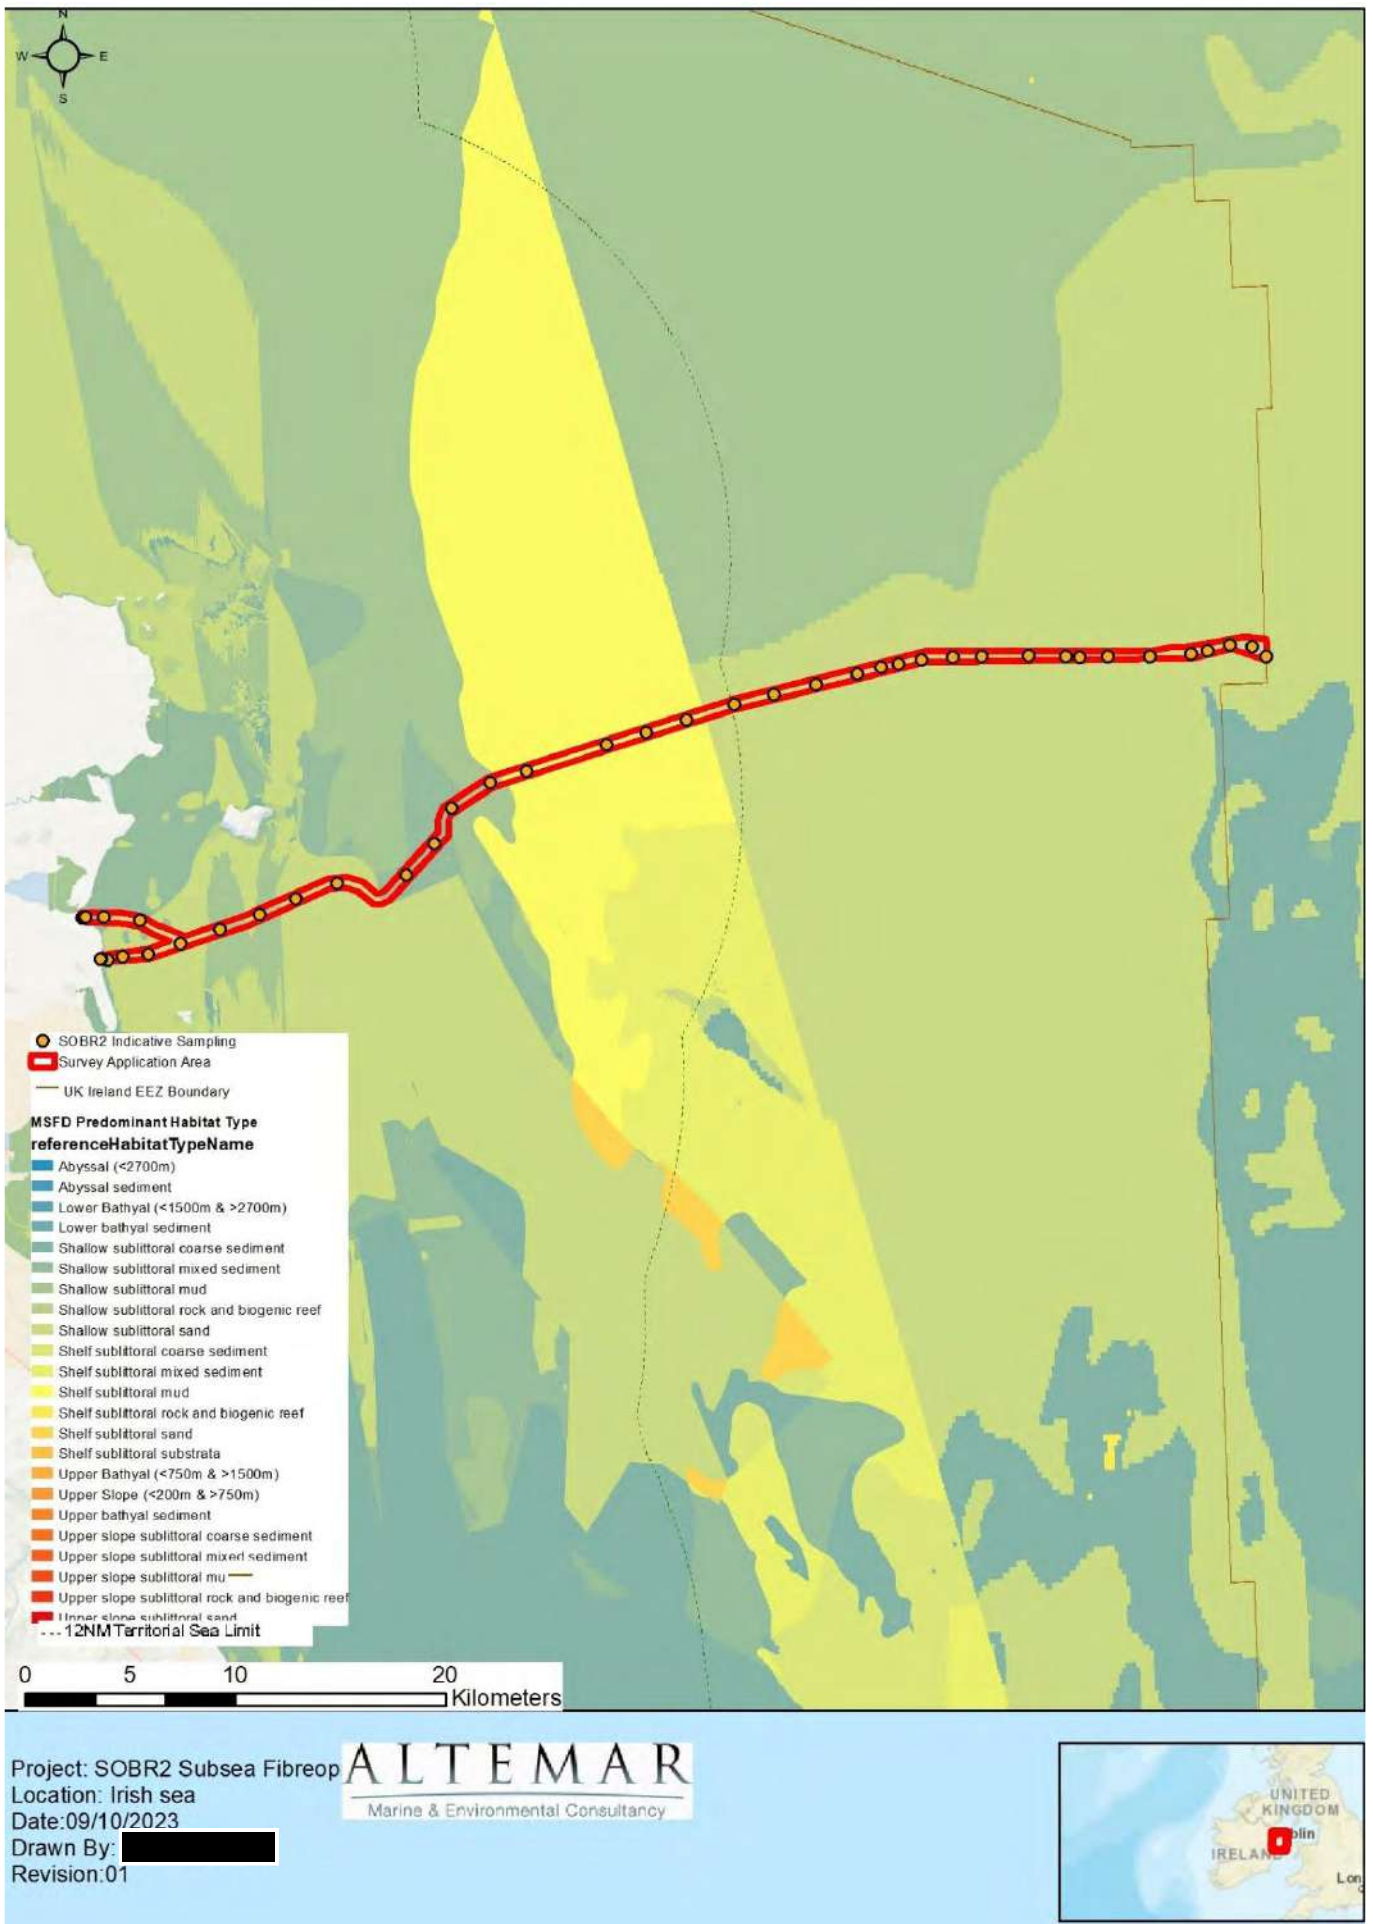 N
W E
S
SOBR2 Indicative Sampling
Survey Application Area
UK Ireland EEZ Boundary
MSFD Predominant Habitat Type
referenceHabitatTypeName
Abyssal (<2700m)
Abyssal sediment
Lower Bathyal (<1500m & >2700m)
Lower bathyal sediment
Shallow sublittoral coarse sediment
Shallow sublittoral mixed sediment
Shallow sublittoral mud
Shallow sublittoral rock and biogenic reef
Shallow sublittoral sand
Shelf sublittoral coarse sediment
Shelf sublittoral mixed sediment
Shelf sublittoral mud
Shelf sublittoral rock and biogenic reef
Shelf sublittoral sand
Shelf sublittoral substrata
Upper Bathyal (<750m & >1500m)
Upper Slope (<200m & >750m)
Upper bathyal sediment
Upper slope sublittoral coarse sediment
Upper slope sublittoral mixed sediment
Upper slope sublittoral mu
Upper slope sublittoral rock and biogenic reef
Upper slope sublittoral sand
12NM Territorial Sea Limit
0 5 10 20
Kilometers
Project: SOBR2 Subsea Fibreop
Location: Irish sea
Date:09/10/2023
Drawn By:
Revision:01
ALTEMAR
Marine & Environmental Consultancy
UNITED
KINGDOM
blin
IRELAN
Lon